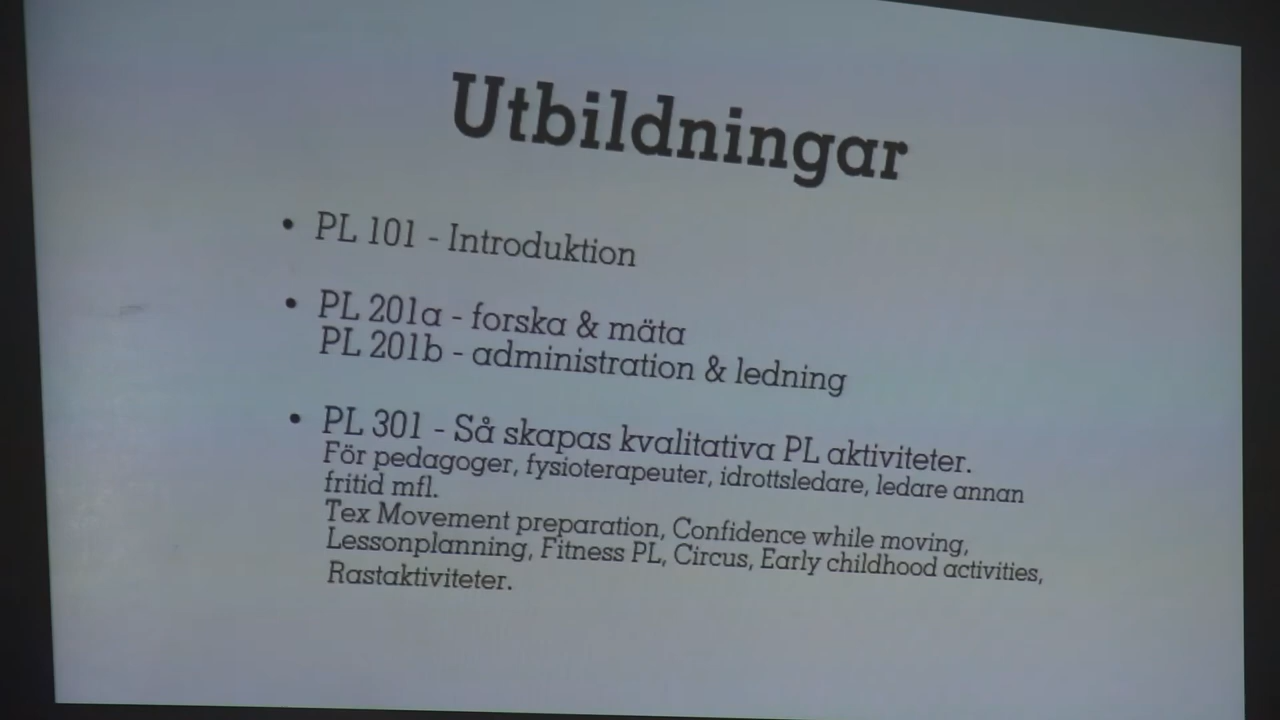 Utbildningar
• PL 101 - Introduktion
• PL 201a - forska & mäta
PL 201b - administration & ledning
• PL 301 - Så skapas kvalitativa PL aktiviteter.
För pedagoger, fysioterapeuter, idrottsledare, ledare annan
fritid mfl.
Tex Movement preparation, Confidence while moving,
Lessonplanning, Fitness PL, Circus, Early childhood activities,
Rastaktiviteter.